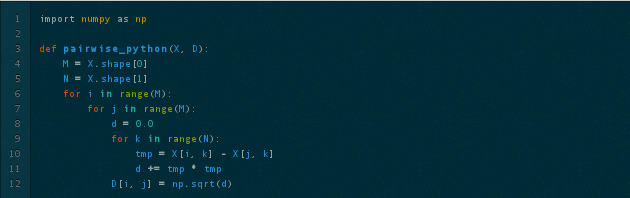 1 import numpy as np
2
3 def pairwise_python(X, D):
4     M = X.shape[0]
5     N = X.shape[1]
6     for i in range(M):
7         for j in range(M):
8             d = 0.0
9             for k in range(N):
10                 tmp = X[i, k] - X[j, k]
11                 d += tmp * tmp
12             D[i, j] = np.sqrt(d)